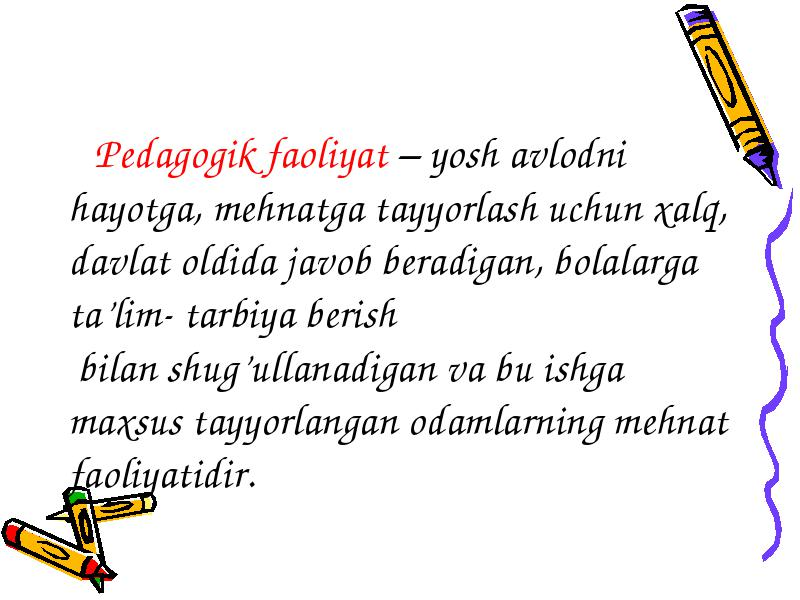 Pedagogik faoliyat – yosh avlodni
hayotga, mehnatga tayyorlash uchun xalq,
davlat oldida javob beradigan, bolalarga
ta’lim- tarbiya berish
bilan shug’ullanadigan va bu ishga
maxsus tayyorlangan odamlarning mehnat
faoliyatidir.